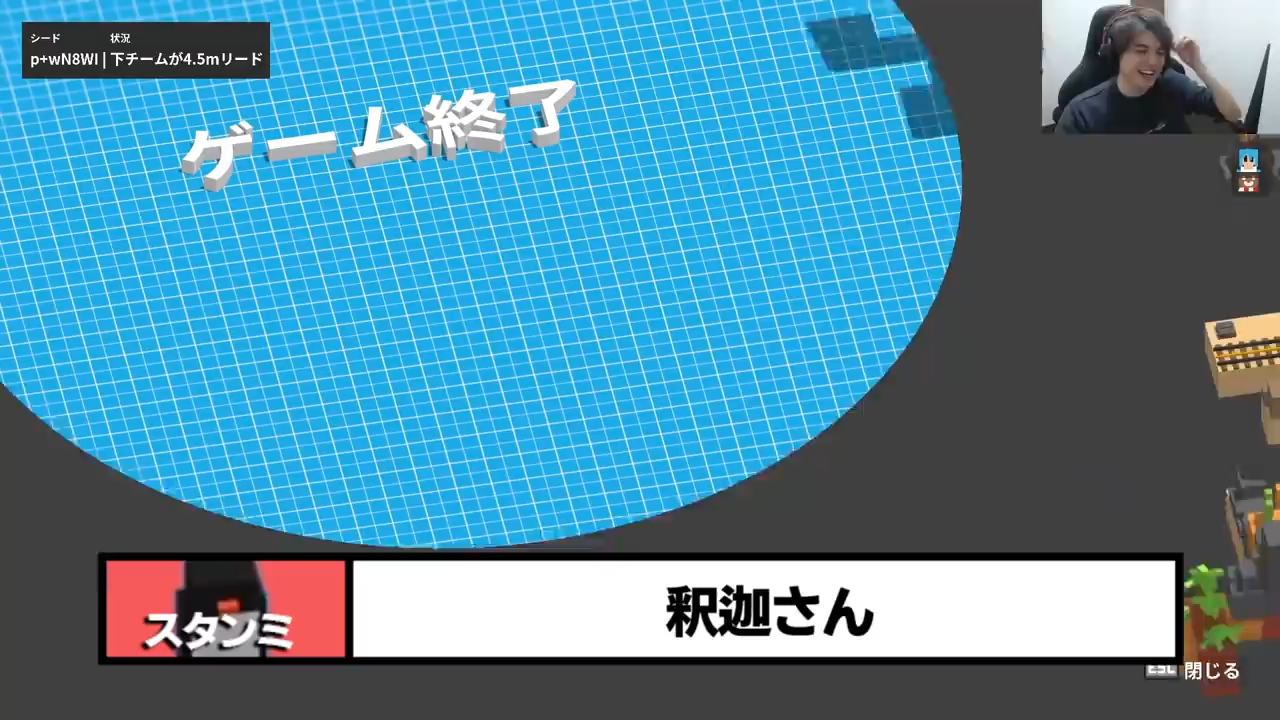 シード 状況
p+wN8WI | 下チームが4.5mリード
ゲーム終了
スタンミ
釈迦さん
ESC 閉じる